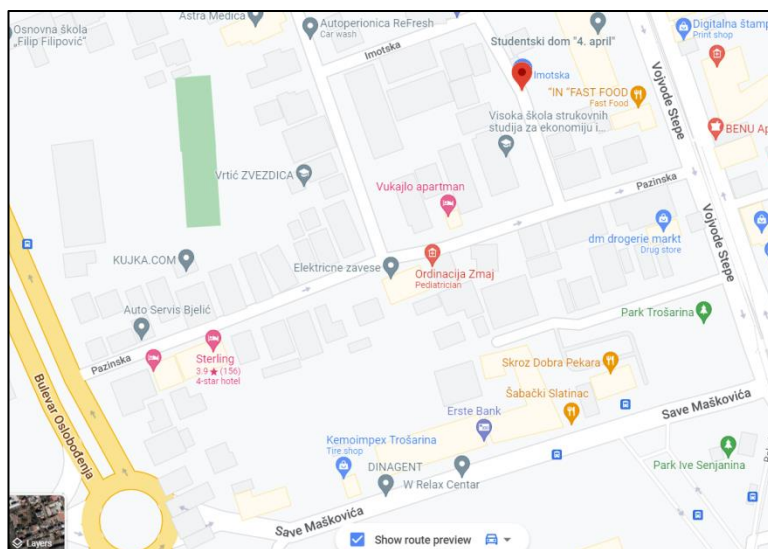 Osnovna škola
„Filip Filipović"
Astra Medica
Autoperionica ReFresh
Car wash
Imotska
Studentski dom "4. april"
Imotska
Digitalna štamp
Print shop
Vojvode Stepe
"IN "FAST FOOD
Fast Food
BENU Ap
Visoka škola strukovnih
studija za ekonomiju i...
Vrtić ZVEZDICA
Vukajlo apartman
Pazinska
Vojvode Stepe
dm drogerie markt
Drug store
KUJKA.COM
Elektricne zavese
Ordinacija Zmaj
Pediatrician
Auto Servis Bjelić
Park Trošarina
Pazinska
Sterling
3.9 ★ (156)
4-star hotel
Skroz Dobra Pekara
Šabački Slatinac
Save Maškovića
Bulevar Oslobođenja
Erste Bank
Kemoimpex Trošarina
Tire shop
DINAGENT
W Relax Centar
Park Ive Senjanina
Save Maškovića
Layers
Show route preview